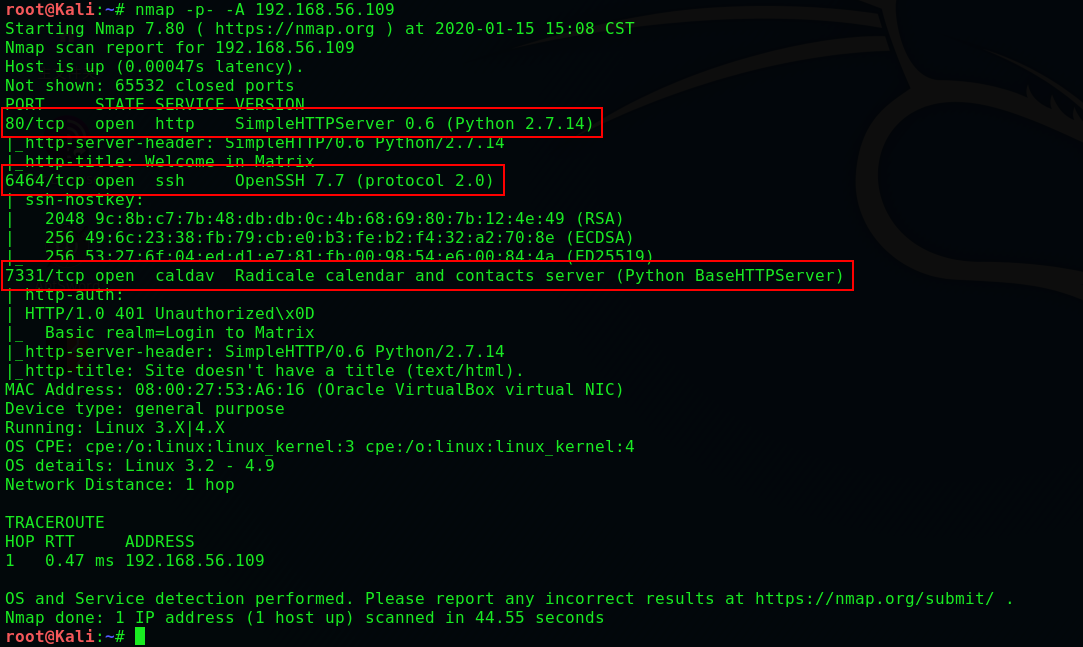 root@Kali:~# nmap -p- -A 192.168.56.109
Starting Nmap 7.80 ( https://nmap.org ) at 2020-01-15 15:08 CST
Nmap scan report for 192.168.56.109
Host is up (0.00047s latency).
Not shown: 65532 closed ports
PORT     STATE SERVICE VERSION
80/tcp   open  http    SimpleHTTPServer 0.6 (Python 2.7.14)
|_http-server-header: SimpleHTTP/0.6 Python/2.7.14
|_http-title: Welcome in Matrix
6464/tcp open  ssh     OpenSSH 7.7 (protocol 2.0)
| ssh-hostkey:
|   2048 9c:8b:c7:7b:48:db:db:0c:4b:68:69:80:7b:12:4e:49 (RSA)
|   256 49:6c:23:38:fb:79:cb:e0:b3:fe:b2:f4:32:a2:70:8e (ECDSA)
|_  256 53:27:6f:04:ed:d1:e7:81:fb:00:98:54:e6:00:84:4a (ED25519)
7331/tcp open  caldav  Radicale calendar and contacts server (Python BaseHTTPServer)
| http-auth:
| HTTP/1.0 401 Unauthorized\x0D
|_  Basic realm=Login to Matrix
|_http-server-header: SimpleHTTP/0.6 Python/2.7.14
|_http-title: Site doesn't have a title (text/html).
MAC Address: 08:00:27:53:A6:16 (Oracle VirtualBox virtual NIC)
Device type: general purpose
Running: Linux 3.X|4.X
OS CPE: cpe:/o:linux:linux_kernel:3 cpe:/o:linux:linux_kernel:4
OS details: Linux 3.2 - 4.9
Network Distance: 1 hop
TRACEROUTE
HOP RTT     ADDRESS
1   0.47 ms 192.168.56.109
OS and Service detection performed. Please report any incorrect results at https://nmap.org/submit/ .
Nmap done: 1 IP address (1 host up) scanned in 44.55 seconds
root@Kali:~#